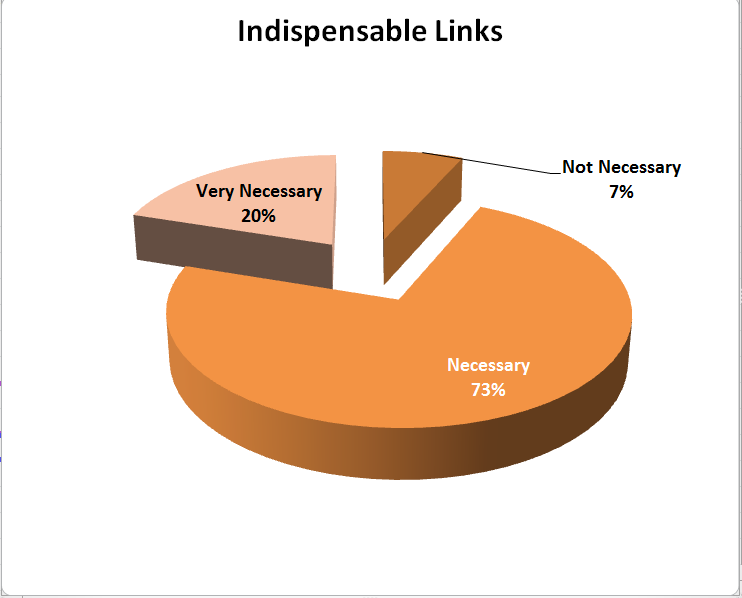 Indispensable Links
Very Necessary
20%
Not Necessary
7%
Necessary
73%